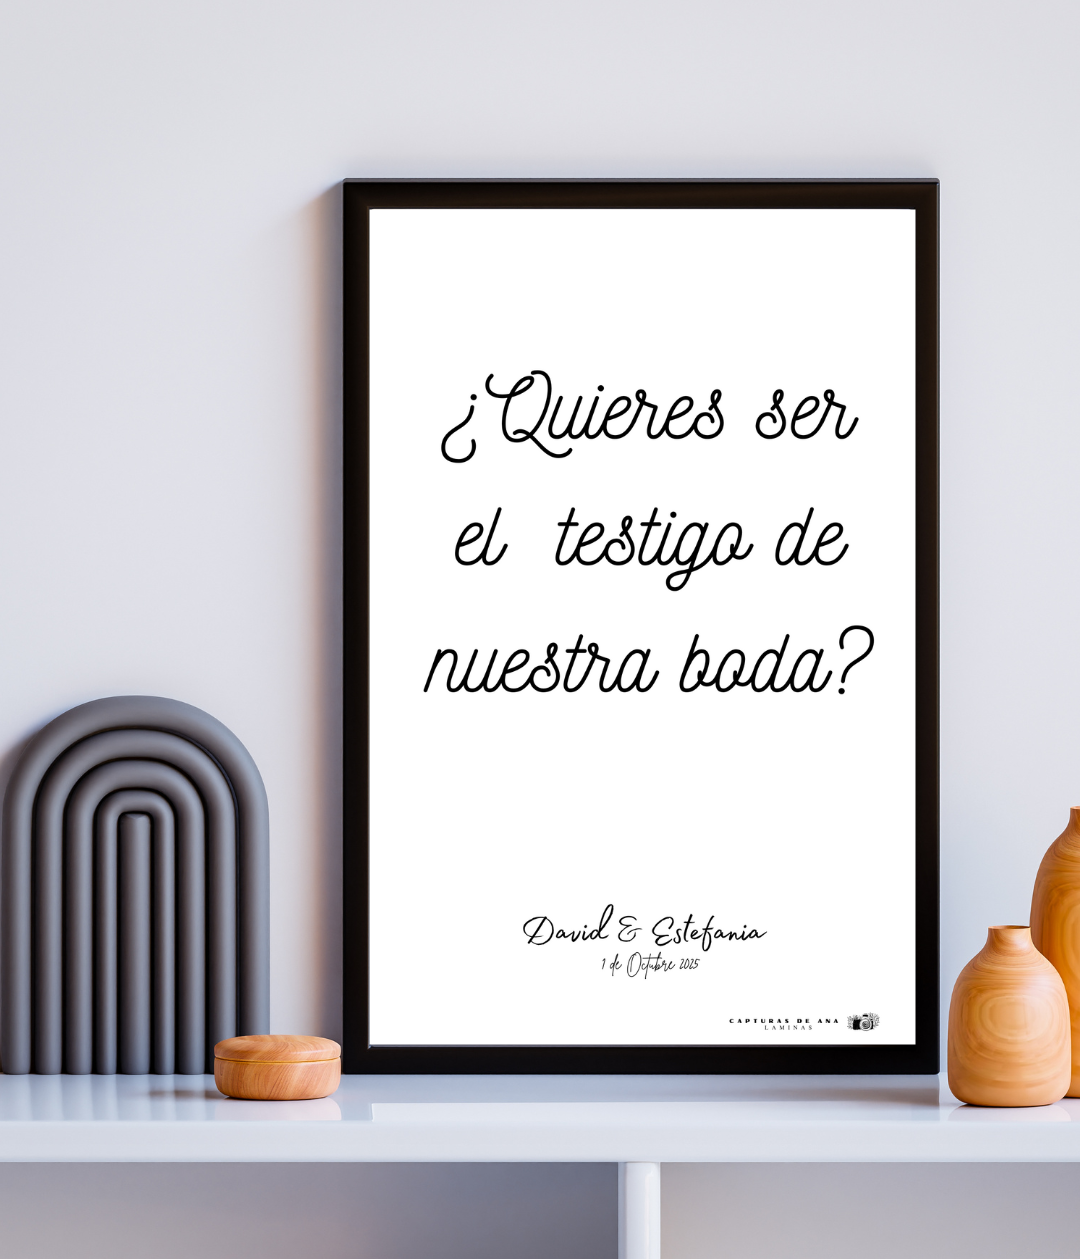 ¿Quieres ser
el testigo de
nuestra boda?
David & Estefania
1 de Octubre 2025
CAPTURAS DE ANA
LAMINAS